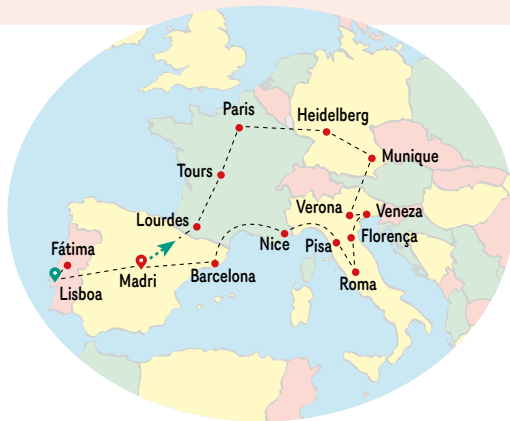 Paris
Heidelberg
Munique
Tours
Verona
Veneza
Lourdes
Nice
Pisa
Florença
Fátima
Lisboa
Madri
Barcelona
Roma